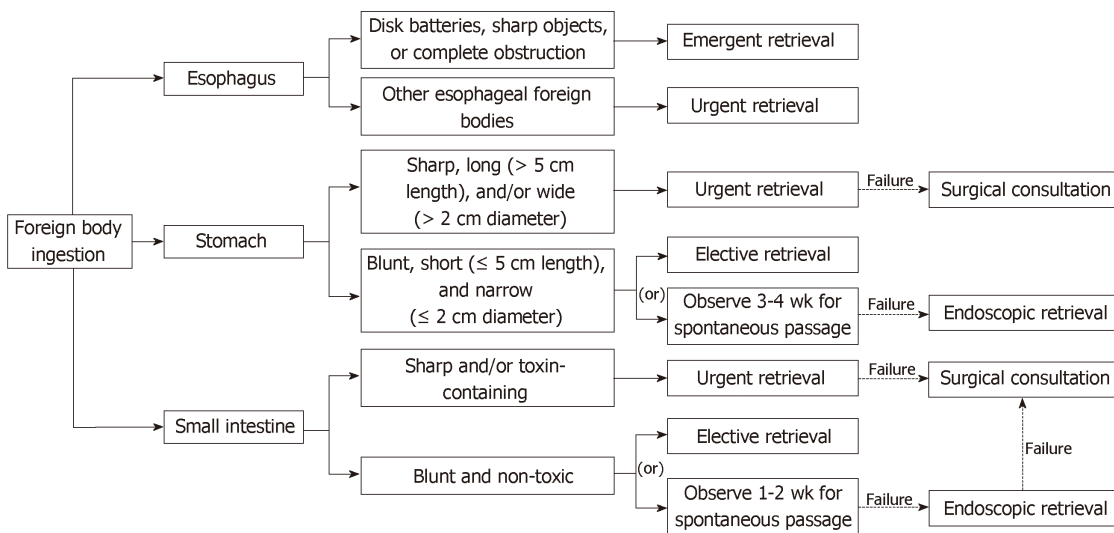 Foreign body
ingestion
Esophagus
Disk batteries, sharp objects,
or complete obstruction
Emergent retrieval
Other esophageal foreign
bodies
Urgent retrieval
Stomach
Sharp, long (> 5 cm
length), and/or wide
(> 2 cm diameter)
Urgent retrieval
Failure
Surgical consultation
Blunt, short (≤ 5 cm length),
and narrow
(≤ 2 cm diameter)
(or)
Elective retrieval
Observe 3-4 wk for
spontaneous passage
Failure
Endoscopic retrieval
Small intestine
Sharp and/or toxin-
containing
Urgent retrieval
Failure
Surgical consultation
Blunt and non-toxic
(or)
Elective retrieval
Observe 1-2 wk for
spontaneous passage
Failure
Endoscopic retrieval
Failure